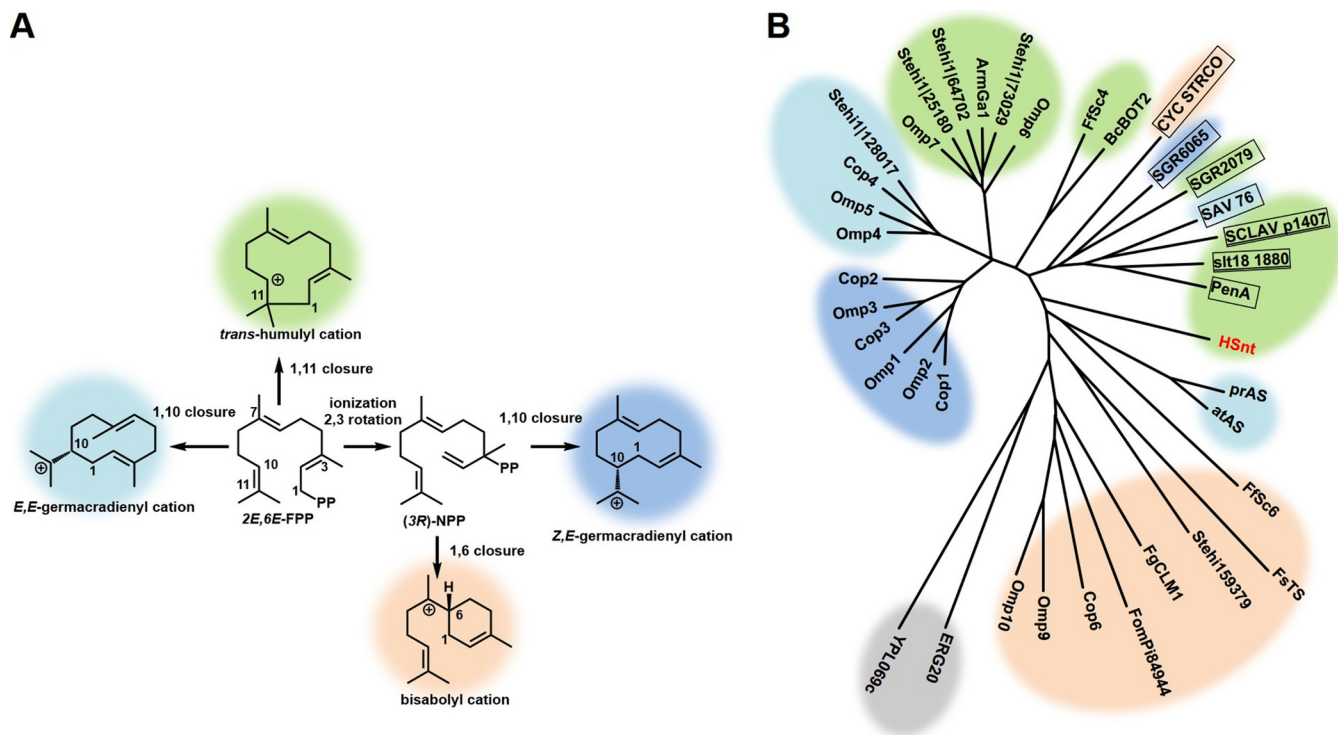 A
B
11
1
trans-humulyl cation
1,11 closure
1,10 closure
10
1
E,E-germacradienyl cation
7
10
11
3
1
PP
2E,6E-FPP
ionization
2,3 rotation
PP
(3R)-NPP
1,10 closure
1
10
Z,E-germacradienyl cation
1,6 closure
H
6
1
bisabolyl cation
Stehi1|128017
Cop4
Omp5
Omp4
Omp7
Stehi1|25180
Stehi1|64702
ArmGa1
Stehi1|73029
Omp6
FfSc4
BcBOT2
CYC STRCO
SGR6065
SGR2079
SAV 76
SCLAV p1407
slt18 1880
PenA
HSnt
prAS
atAS
Cop2
Omp3
Cop3
Omp1
Omp2
Cop1
FfSc6
FsTS
Stehi159379
FgCLM1
FomPi84944
Cop6
Omp9
Omp10
ERG20
YPL069c